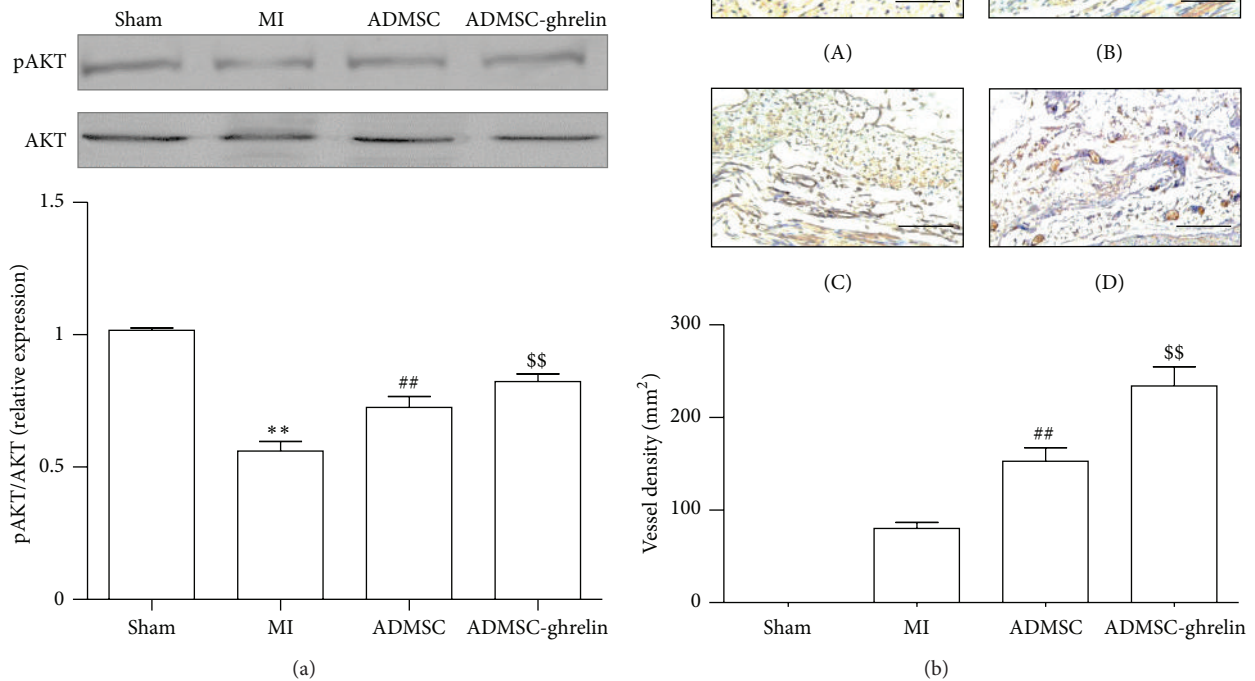 Sham MI ADMSC ADMSC-ghrelin
pAKT
AKT
pAKT/AKT (relative expression)
1.5
1
0.5
0
**
##
$$
Sham MI ADMSC ADMSC-ghrelin
(a)
(A) (B)
(C) (D)
Vessel density (mm²)
300
200
100
0
##
$$
Sham MI ADMSC ADMSC-ghrelin
(b)